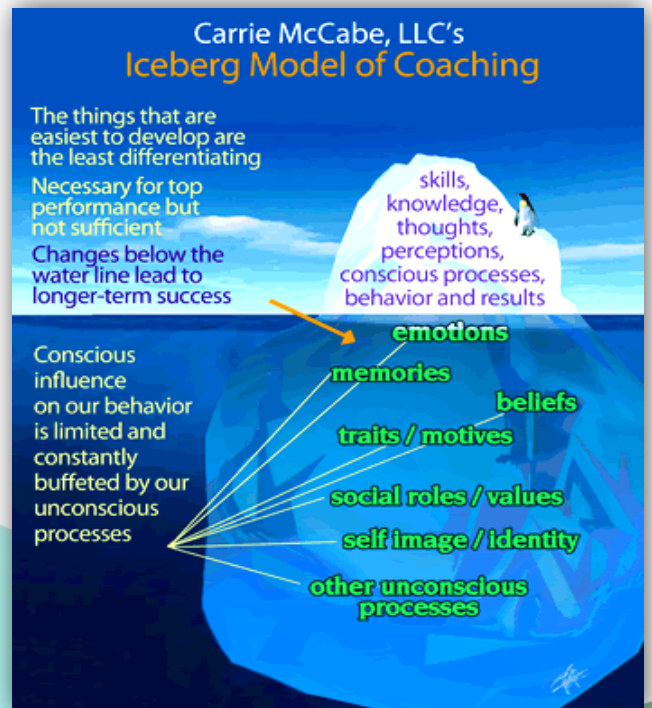 Carrie McCabe, LLC's
Iceberg Model of Coaching
The things that are
easiest to develop are
the least differentiating
Necessary for top
performance but
not sufficient
Changes below the
water line lead to
longer-term success
skills,
knowledge,
thoughts,
perceptions,
conscious processes,
behavior and results
Conscious
influence
on our behavior
is limited and
constantly
buffeted by our
unconscious
processes
emotions
memories
beliefs
traits / motives
social roles / values
self image / identity
other unconscious
processes